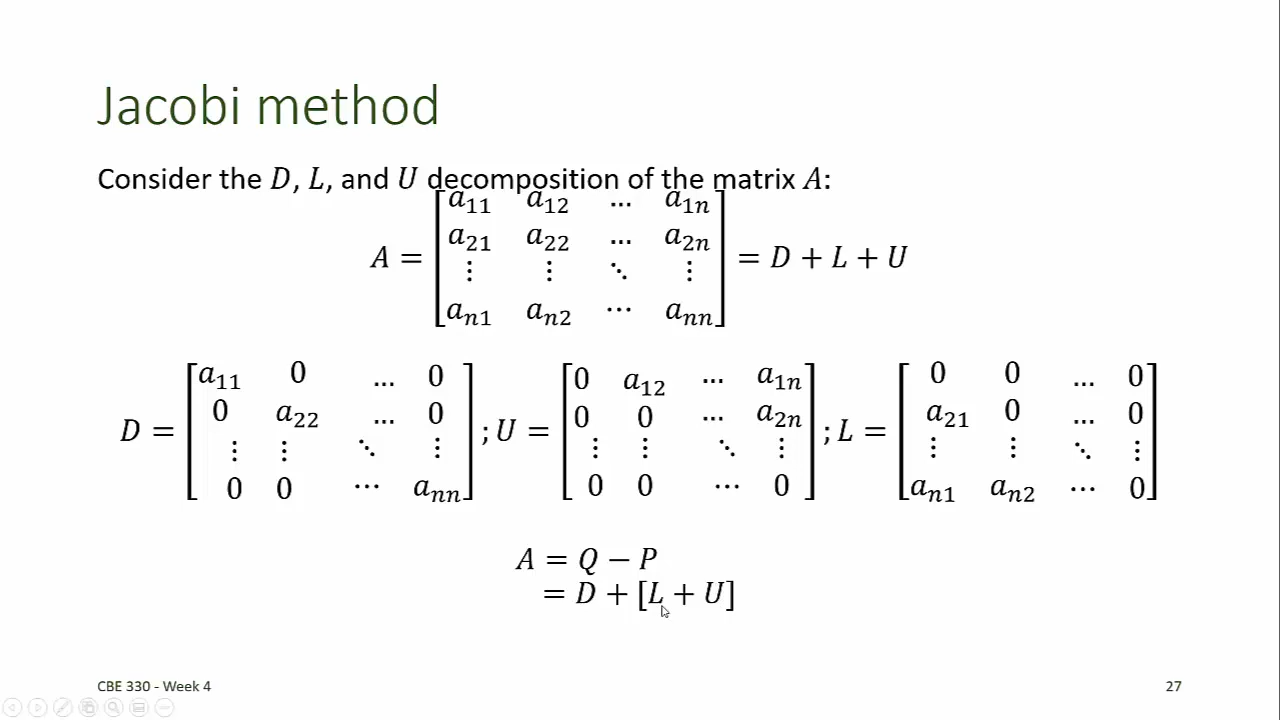 Jacobi method
Consider the D, L, and U decomposition of the matrix A:
A = [a₁₁ a₁₂ … a₁ₙ; a₂₁ a₂₂ … a₂ₙ; ⋮ ⋮ ⋱ ⋮; aₙ₁ aₙ₂ ⋯ aₙₙ] = D + L + U
D = [a₁₁ 0 … 0; 0 a₂₂ … 0; ⋮ ⋮ ⋱ ⋮; 0 0 ⋯ aₙₙ] ; U = [0 a₁₂ … a₁ₙ; 0 0 … a₂ₙ; ⋮ ⋮ ⋱ ⋮; 0 0 ⋯ 0] ; L = [0 0 … 0; a₂₁ 0 … 0; ⋮ ⋮ ⋱ ⋮; aₙ₁ aₙ₂ ⋯ 0]
A = Q − P
= D + [L + U]
CBE 330 - Week 4
27